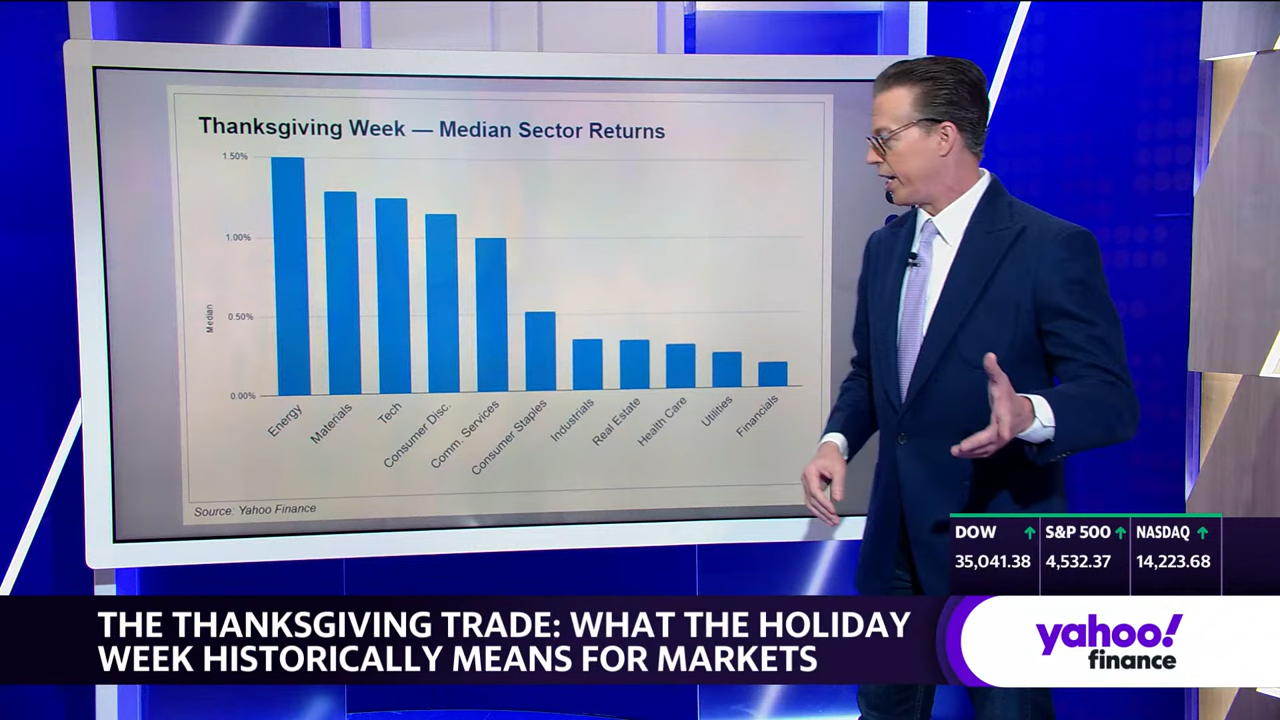 Thanksgiving Week — Median Sector Returns
1.50%
1.00%
0.50%
0.00%
Median
Energy
Materials
Tech
Consumer Disc.
Comm. Services
Consumer Staples
Industrials
Real Estate
Health Care
Utilities
Financials
Source: Yahoo Finance
DOW
35,041.38
S&P 500
4,532.37
NASDAQ
14,223.68
THE THANKSGIVING TRADE: WHAT THE HOLIDAY
WEEK HISTORICALLY MEANS FOR MARKETS
yahoo!
finance